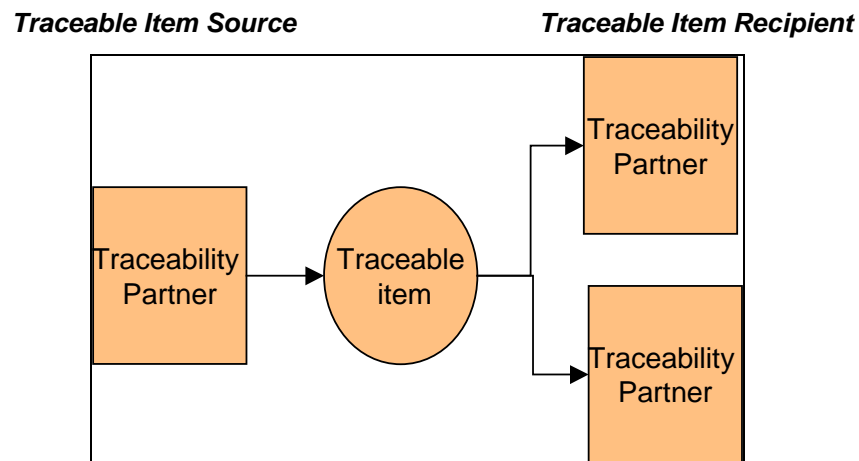 Traceable Item Source
Traceable Item Recipient
Traceability
Partner
Traceable
item
Traceability
Partner
Traceability
Partner